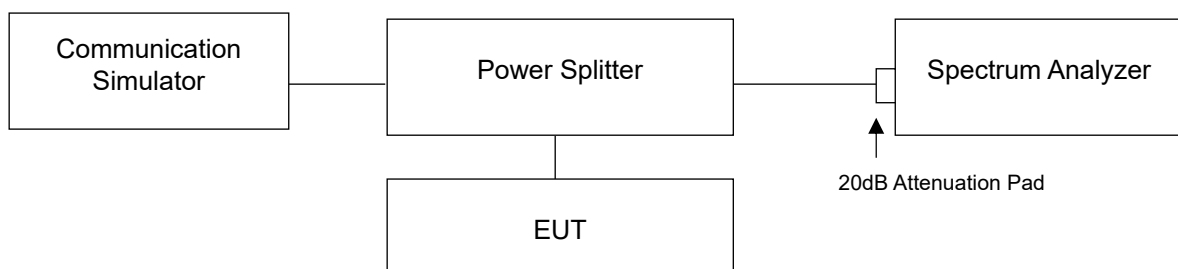 Communication
Simulator
Power Splitter
Spectrum Analyzer
20dB Attenuation Pad
EUT